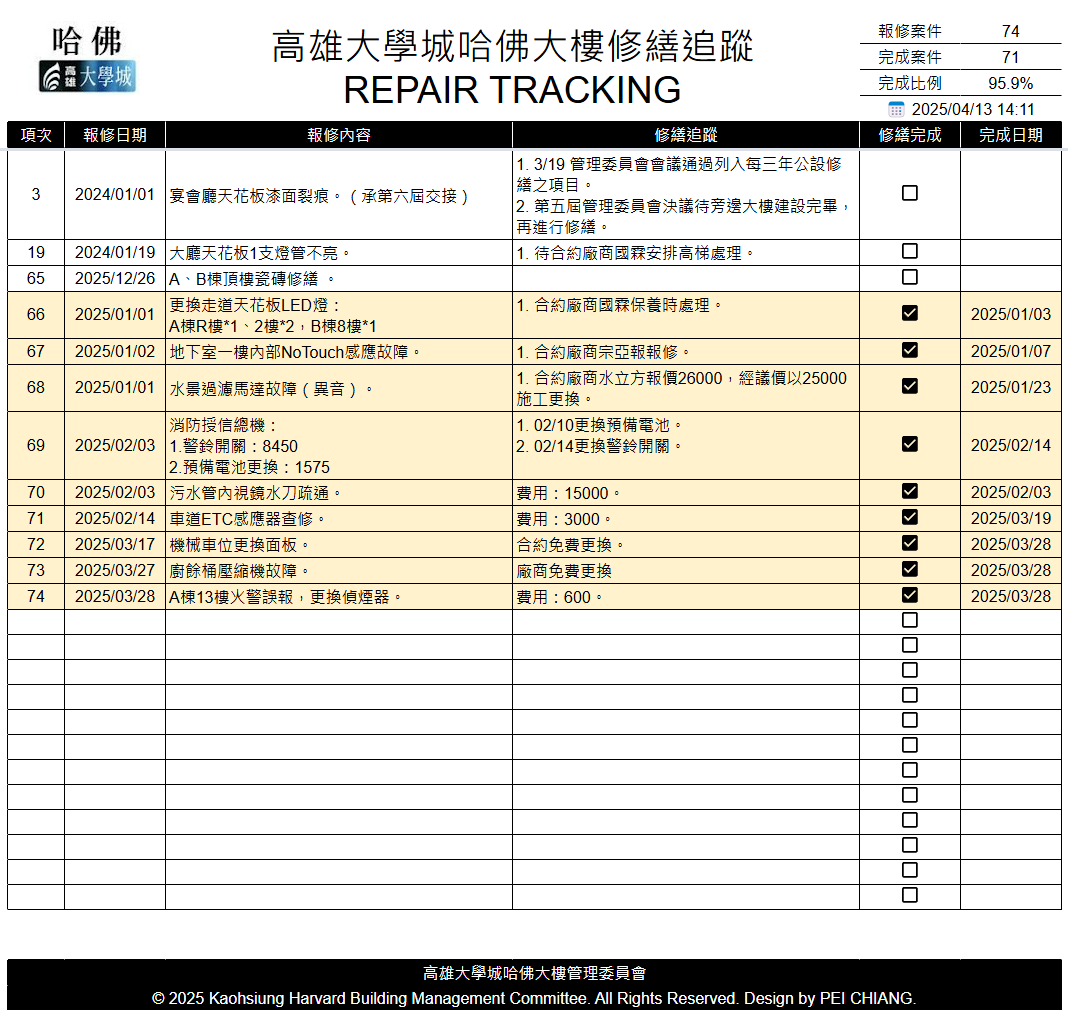 哈佛
高雄大學城
高雄大學城哈佛大樓修繕追蹤
REPAIR TRACKING
報修案件 74
完成案件 71
完成比例 95.9%
2025/04/13 14:11
項次 報修日期 報修內容 修繕追蹤 修繕完成 完成日期
3 2024/01/01 宴會廳天花板漆面裂痕。（承第六屆交接）
1. 3/19 管理委員會會議通過列入每三年公設修
繕之項目。
2. 第五屆管理委員會決議待旁邊大樓建設完畢，
再進行修繕。
19 2024/01/19 大廳天花板1支燈管不亮。 1. 待合約廠商國霖安排高梯處理。
65 2025/12/26 A、B棟頂樓瓷磚修繕 。
66 2025/01/01 更換走道天花板LED燈：
A棟R樓*1、2樓*2，B棟8樓*1
1. 合約廠商國霖保養時處理。
2025/01/03
67 2025/01/02 地下室一樓內部NoTouch感應故障。 1. 合約廠商宗亞報報修。 2025/01/07
68 2025/01/01 水景過濾馬達故障（異音）。
1. 合約廠商水立方報價26000，經議價以25000
施工更換。
2025/01/23
69 2025/02/03 消防授信總機：
1.警鈴開關：8450
2.預備電池更換：1575
1. 02/10更換預備電池。
2. 02/14更換警鈴開關。
2025/02/14
70 2025/02/03 污水管內視鏡水刀疏通。 費用：15000。 2025/02/03
71 2025/02/14 車道ETC感應器查修。 費用：3000。 2025/03/19
72 2025/03/17 機械車位更換面板。 合約免費更換。 2025/03/28
73 2025/03/27 廚餘桶壓縮機故障。 廠商免費更換 2025/03/28
74 2025/03/28 A棟13樓火警誤報，更換偵煙器。 費用：600。 2025/03/28
高雄大學城哈佛大樓管理委員會
© 2025 Kaohsiung Harvard Building Management Committee. All Rights Reserved. Design by PEI CHIANG.